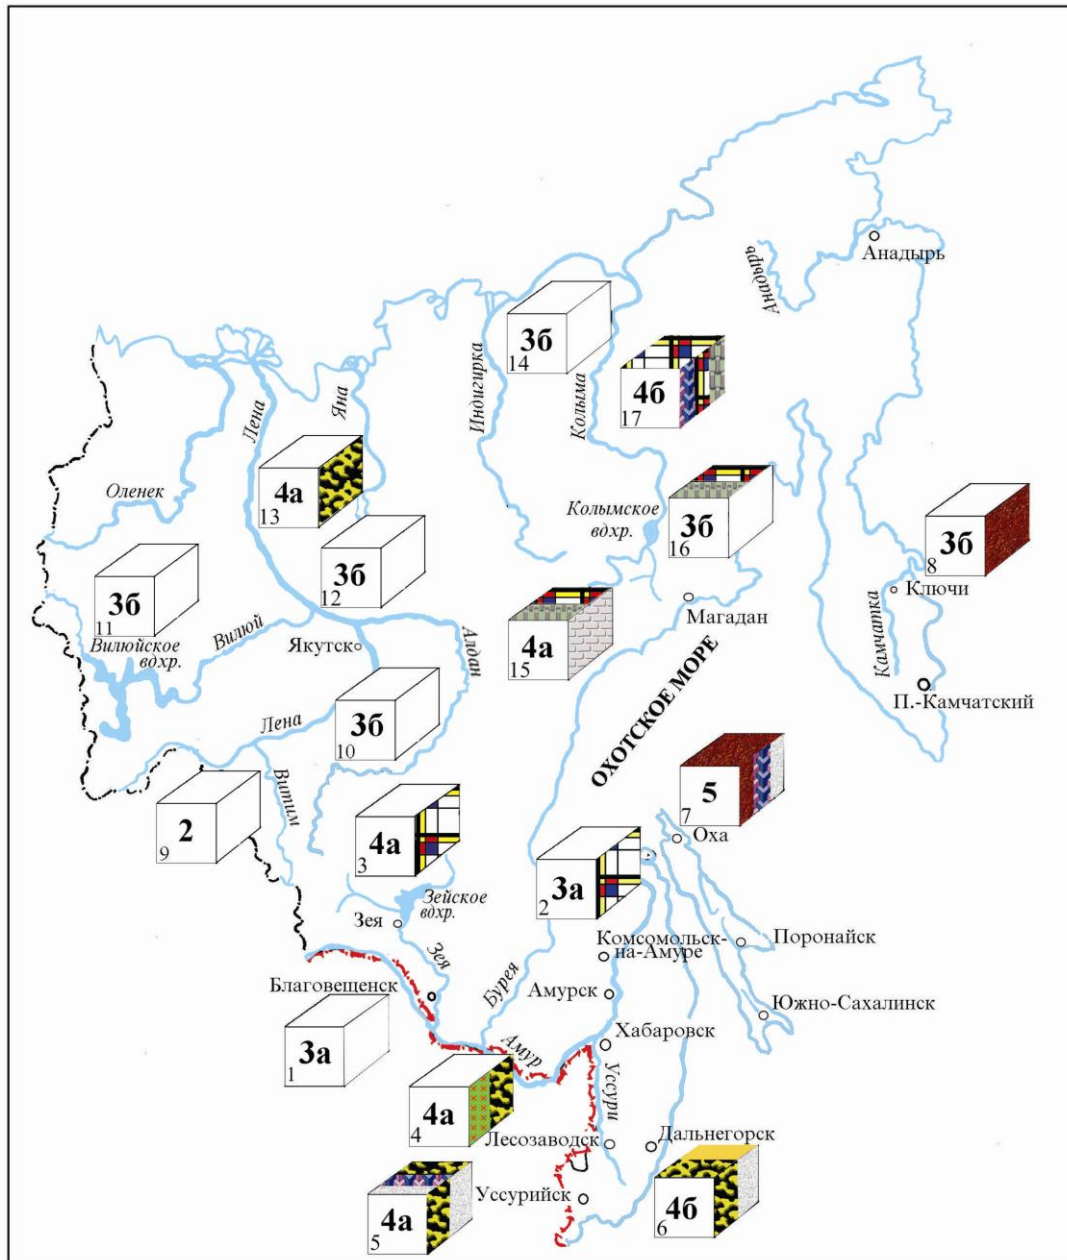 Анадырь
Анадырь
3б
14
Индигирка
Колыма
4б
17
Яна
Лена
4а
13
Оленек
Колымское
вдхр.
3б
16
3б
8
Ключи
3б
12
3б
11
Магадан
Вилюйское
вдхр.
Вилюй
Якутск
Алдан
4а
15
Камчатка
П.-Камчатский
ОХОТСКОЕ МОРЕ
Лена
3б
10
5
7
Оха
Витим
2
9
4а
3
3а
2
Зейское
вдхр.
Зея
Зея
Комсомольск-
на-Амуре
Поронайск
Бурея
Благовещенск
Амурск
Южно-Сахалинск
3а
1
Амур
Хабаровск
Уссури
4а
4
Лесозаводск
Дальнегорск
4а
5
Уссурийск
4б
6